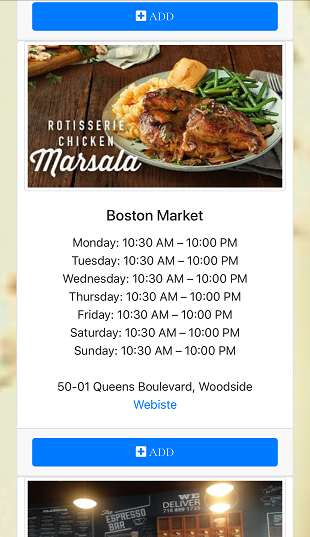 ADD
ROTISSERIE
CHICKEN
Marsala
Boston Market
Monday: 10:30 AM – 10:00 PM
Tuesday: 10:30 AM – 10:00 PM
Wednesday: 10:30 AM – 10:00 PM
Thursday: 10:30 AM – 10:00 PM
Friday: 10:30 AM – 10:00 PM
Saturday: 10:30 AM – 10:00 PM
Sunday: 10:30 AM – 10:00 PM
50-01 Queens Boulevard, Woodside
Webiste
ADD
The
ESPRESSO
BAR
WE
DELIVER
718 889 1735